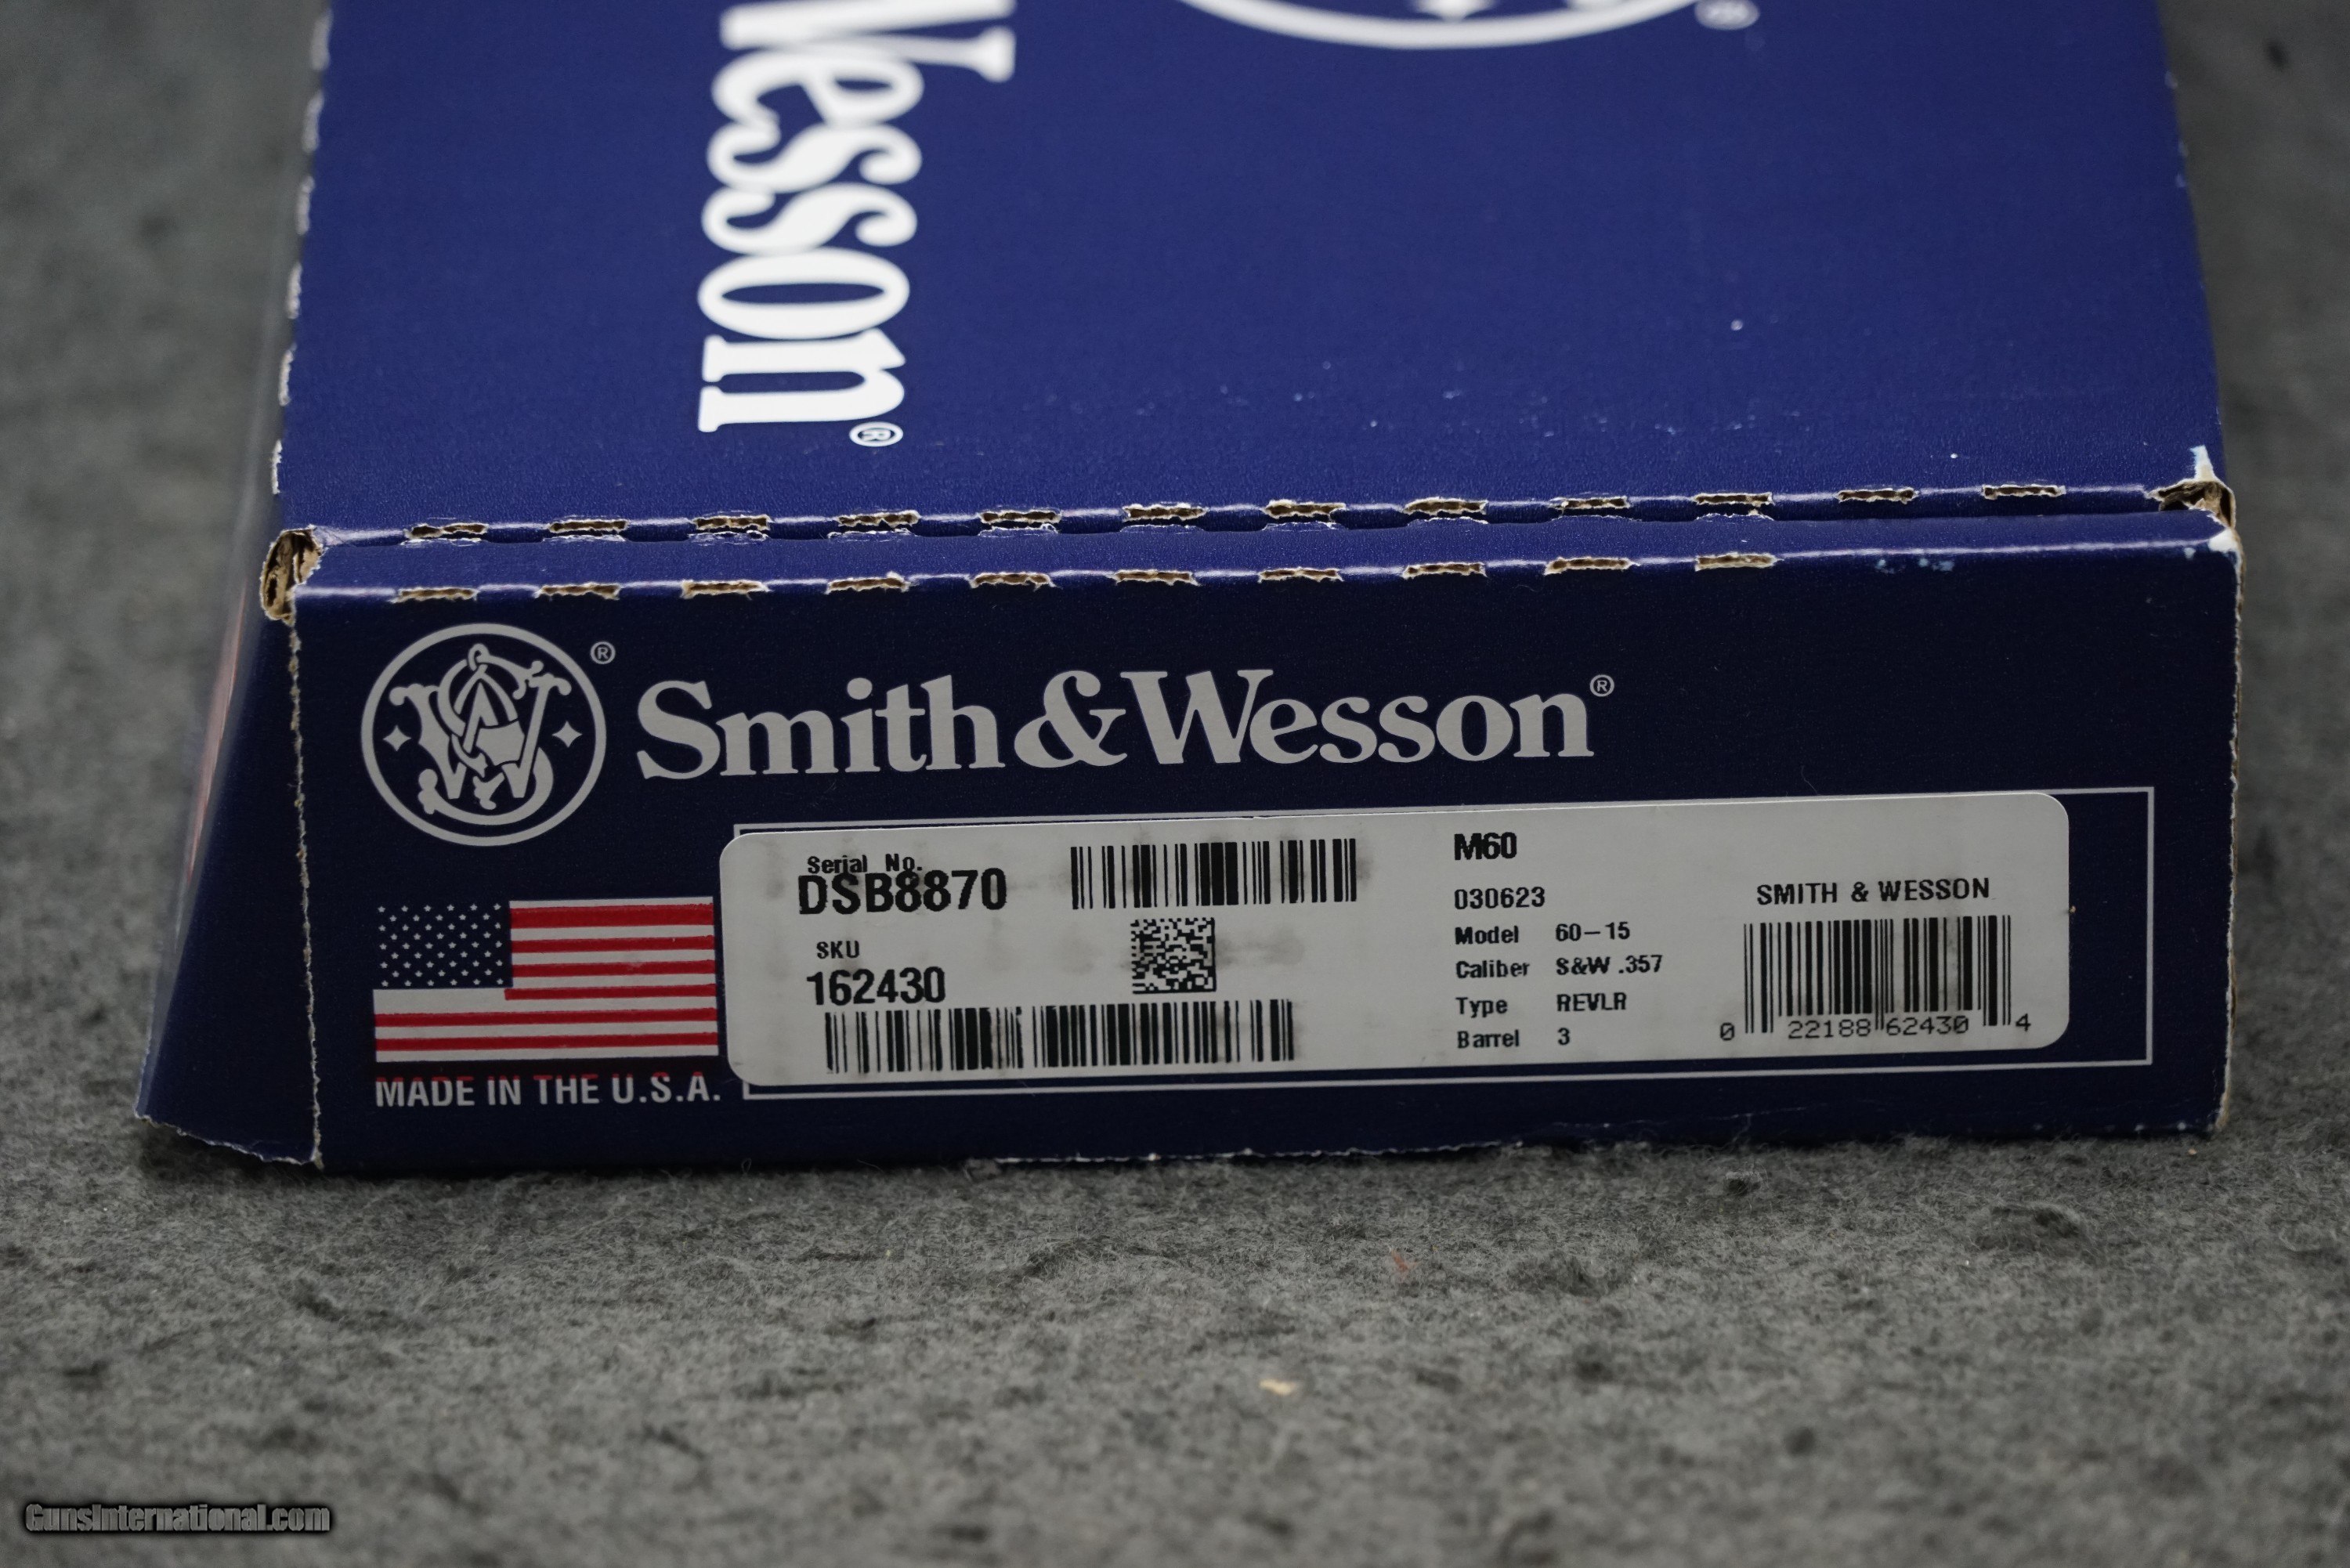 Wesson®
®
®
Smith & Wesson®
Serial No.
DSB8870
SKU
162430
M60
030623
Model 60-15
Caliber S&W .357
Type REVLR
Barrel 3
SMITH & WESSON
0 22188 62430 4
MADE IN THE U.S.A.
GunsInternational.com